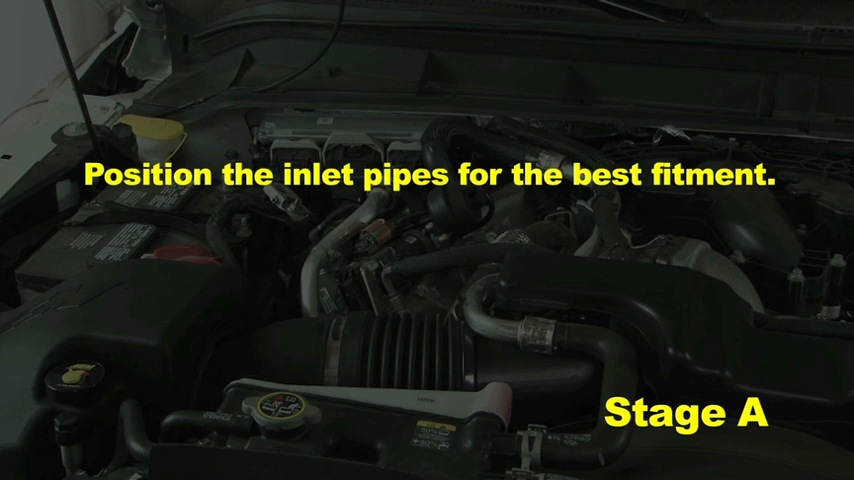 Position the inlet pipes for the best fitment.
Stage A